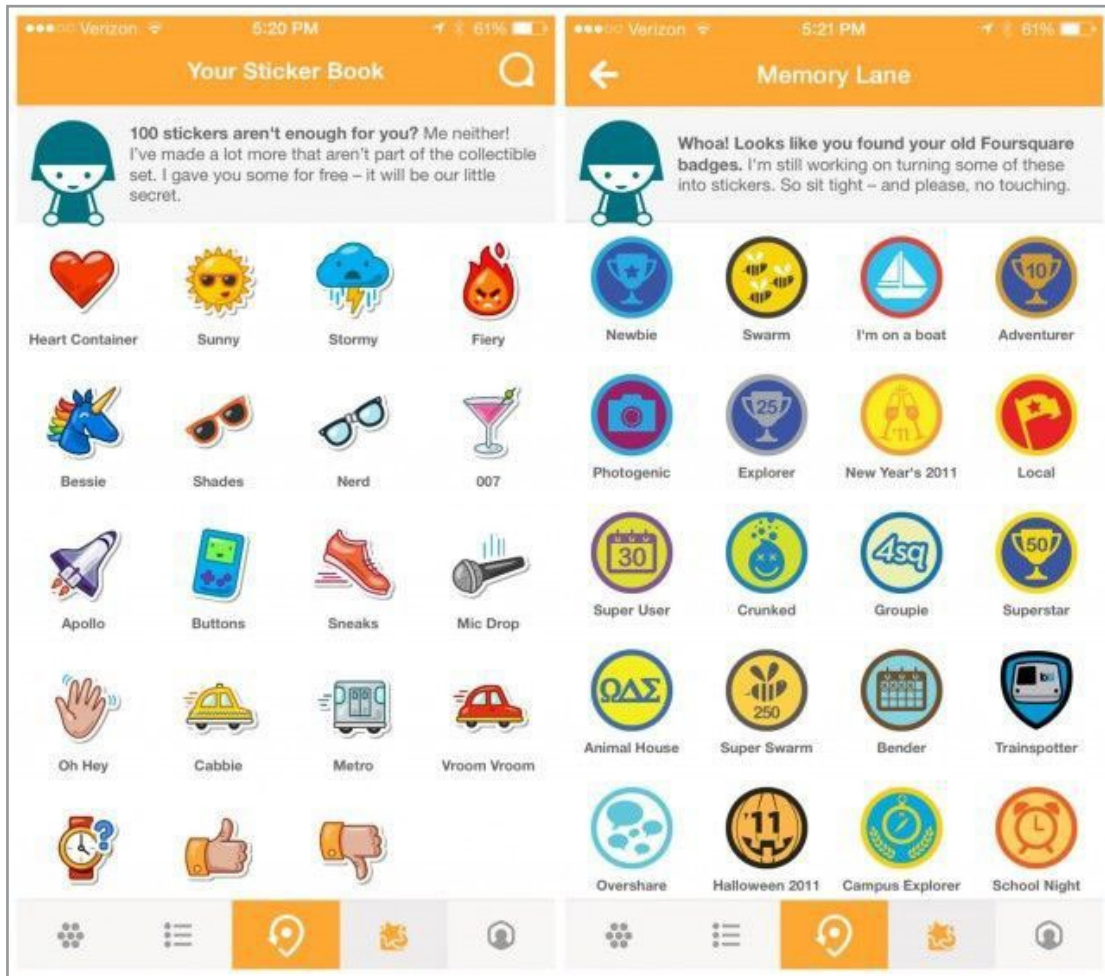 Verizon 5:20 PM 61%
Your Sticker Book
100 stickers aren't enough for you? Me neither!
I've made a lot more that aren't part of the collectible
set. I gave you some for free – it will be our little
secret.
Heart Container Sunny Stormy Fiery
Bessie Shades Nerd 007
Apollo Buttons Sneaks Mic Drop
Oh Hey Cabbie Metro Vroom Vroom
?
Verizon 5:21 PM 61%
Memory Lane
Whoa! Looks like you found your old Foursquare
badges. I'm still working on turning some of these
into stickers. So sit tight – and please, no touching.
10
Newbie Swarm I'm on a boat Adventurer
25 '11
Photogenic Explorer New Year's 2011 Local
30 4sq 50
Super User Crunked Groupie Superstar
ΩΔΣ 250
Animal House Super Swarm Bender Trainspotter
'11
Overshare Halloween 2011 Campus Explorer School Night